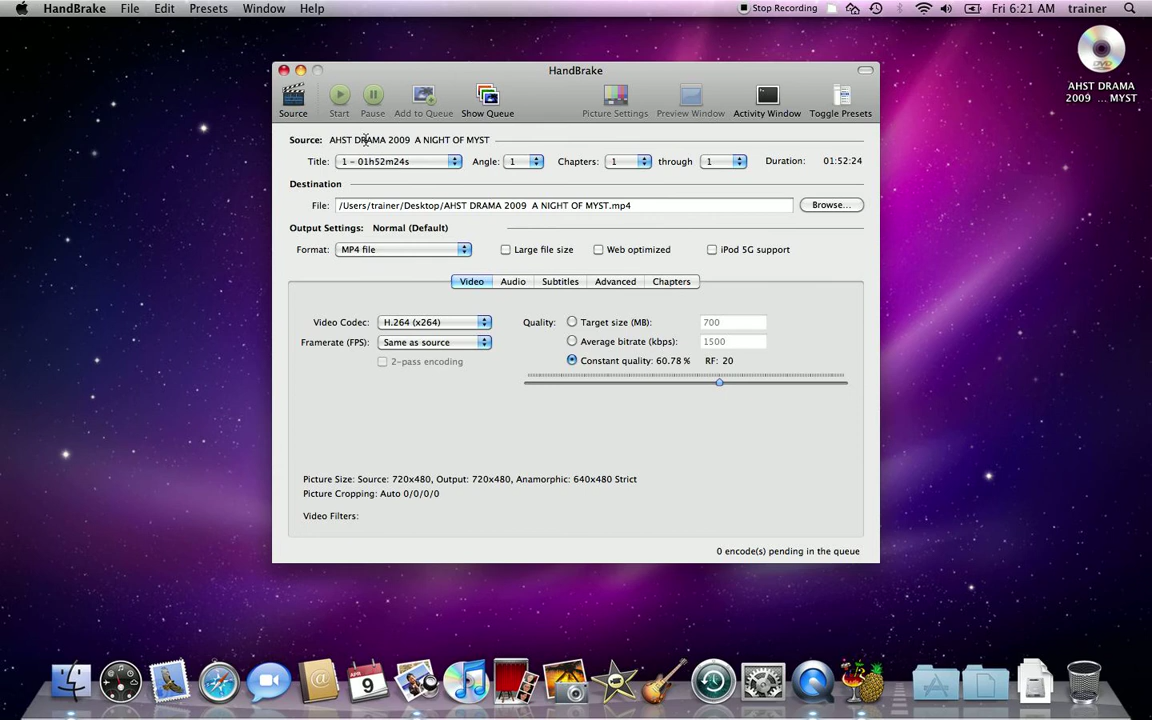 HandBrake File Edit Presets Window Help Stop Recording Fri 6:21 AM trainer
AHST DRAMA
2009 ... MYST
HandBrake
Source Start Pause Add to Queue Show Queue Picture Settings Preview Window Activity Window Toggle Presets
Source: AHST DRAMA 2009 A NIGHT OF MYST
Title: 1 - 01h52m24s Angle: 1 Chapters: 1 through 1 Duration: 01:52:24
Destination
File: /Users/trainer/Desktop/AHST DRAMA 2009 A NIGHT OF MYST.mp4 Browse...
Output Settings: Normal (Default)
Format: MP4 file Large file size Web optimized iPod 5G support
Video Audio Subtitles Advanced Chapters
Video Codec: H.264 (x264) Quality: Target size (MB): 700
Framerate (FPS): Same as source Average bitrate (kbps): 1500
2-pass encoding Constant quality: 60.78 % RF: 20
Picture Size: Source: 720x480, Output: 720x480, Anamorphic: 640x480 Strict
Picture Cropping: Auto 0/0/0/0
Video Filters:
0 encode(s) pending in the queue
APR
9